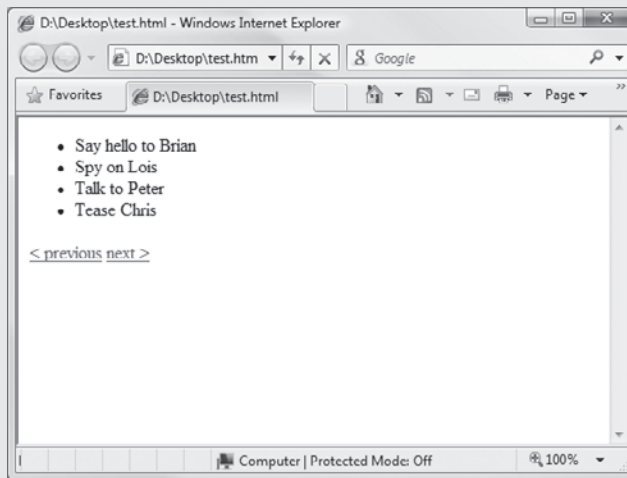 D:\Desktop\test.html - Windows Internet Explorer
D:\Desktop\test.htm
Google
Favorites
D:\Desktop\test.html
Page
• Say hello to Brian
• Spy on Lois
• Talk to Peter
• Tease Chris
< previous next >
Computer | Protected Mode: Off
100%